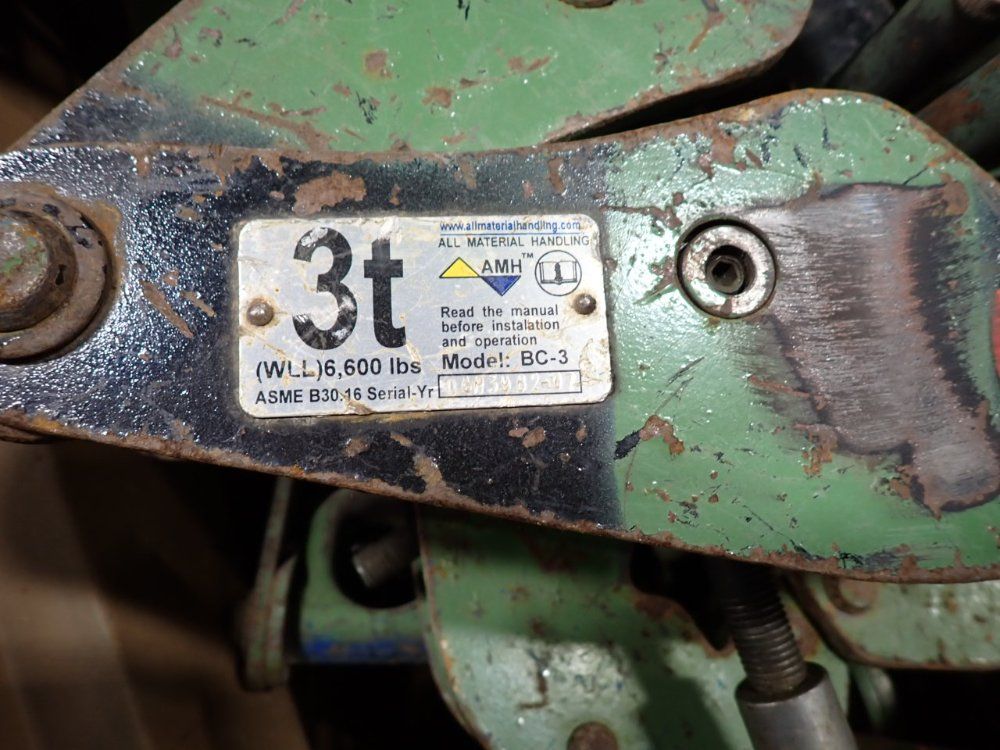 3t
(WLL)6,600 lbs
ASME B30.16 Serial-Yr
www.allmaterialhandling.com
ALL MATERIAL HANDLING
AMH™
Read the manual
before instalation
and operation
Model: BC-3